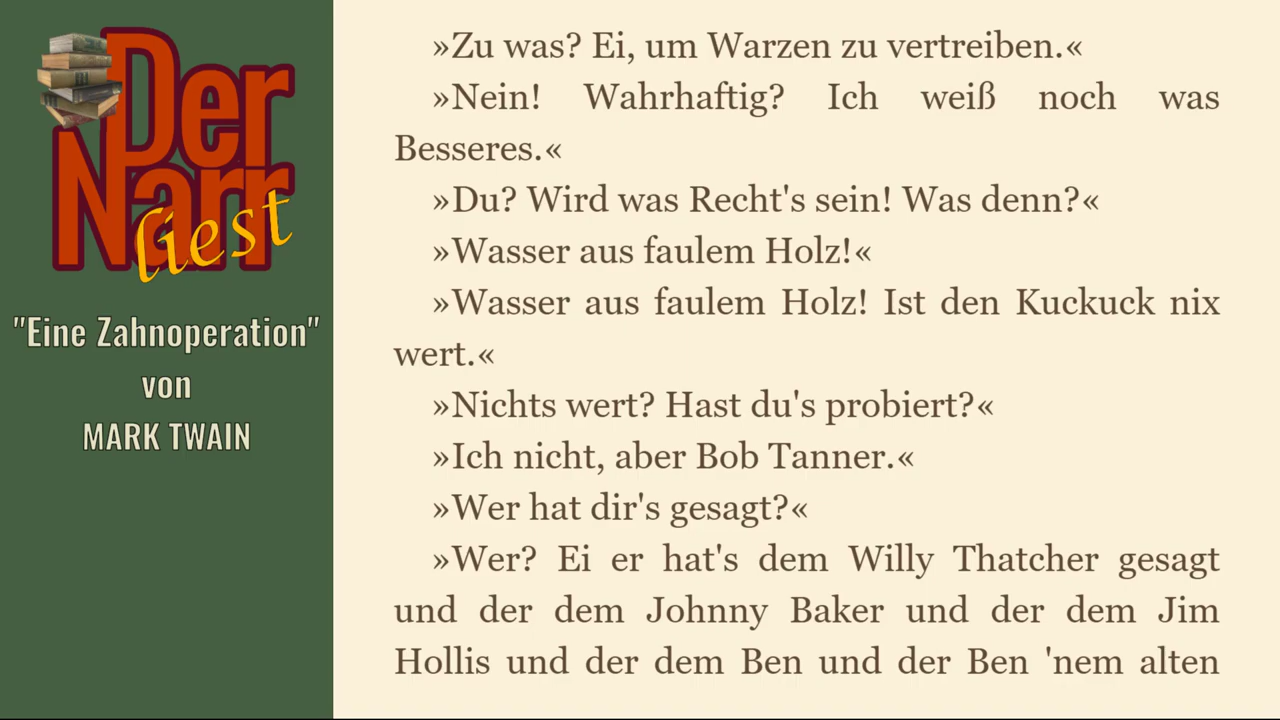 Der
Narr
liest
"Eine Zahnoperation"
von
MARK TWAIN
»Zu was? Ei, um Warzen zu vertreiben.«
»Nein! Wahrhaftig? Ich weiß noch was
Besseres.«
»Du? Wird was Recht's sein! Was denn?«
»Wasser aus faulem Holz!«
»Wasser aus faulem Holz! Ist den Kuckuck nix
wert.«
»Nichts wert? Hast du's probiert?«
»Ich nicht, aber Bob Tanner.«
»Wer hat dir's gesagt?«
»Wer? Ei er hat's dem Willy Thatcher gesagt
und der dem Johnny Baker und der dem Jim
Hollis und der dem Ben und der Ben 'nem alten